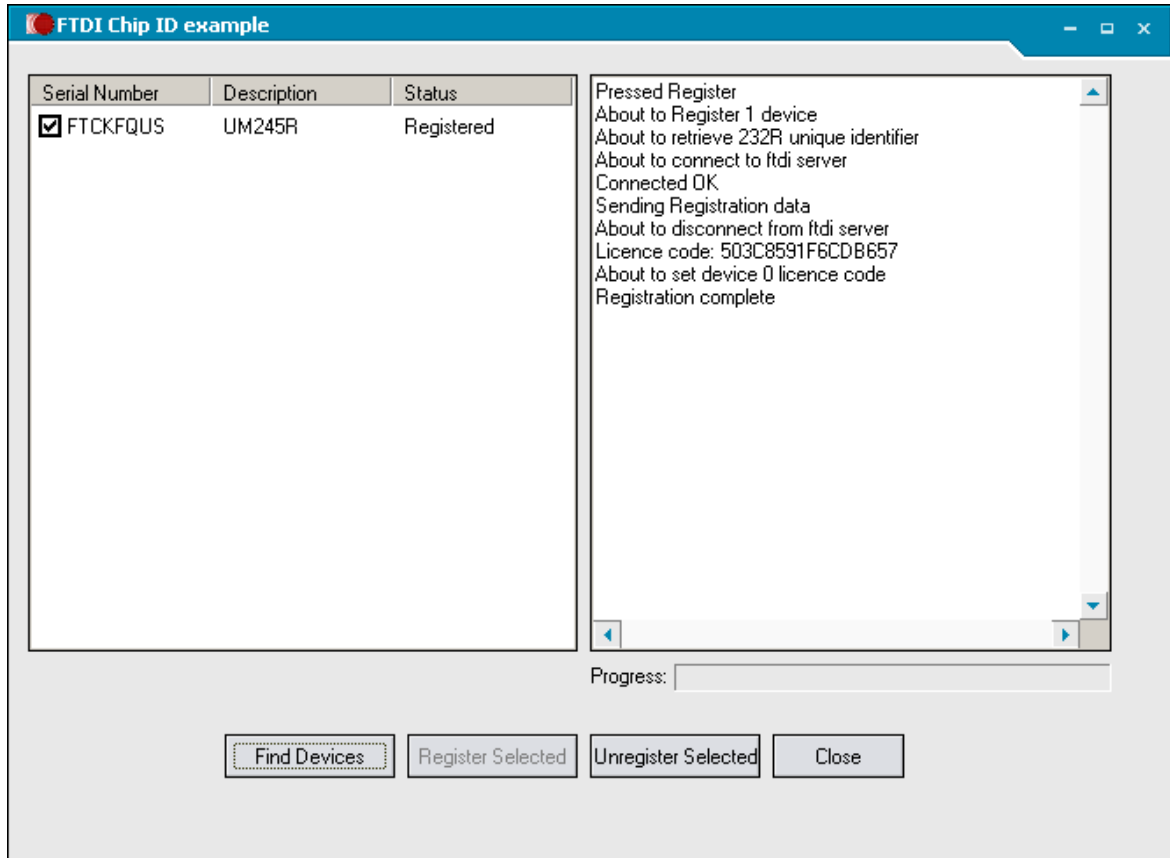 FTDI Chip ID example
Serial Number Description Status
FTCKFQUS UM245R Registered
Pressed Register
About to Register 1 device
About to retrieve 232R unique identifier
About to connect to ftdi server
Connected OK
Sending Registration data
About to disconnect from ftdi server
Licence code: 503C8591F6CDB657
About to set device 0 licence code
Registration complete
Progress:
Find Devices Register Selected Unregister Selected Close